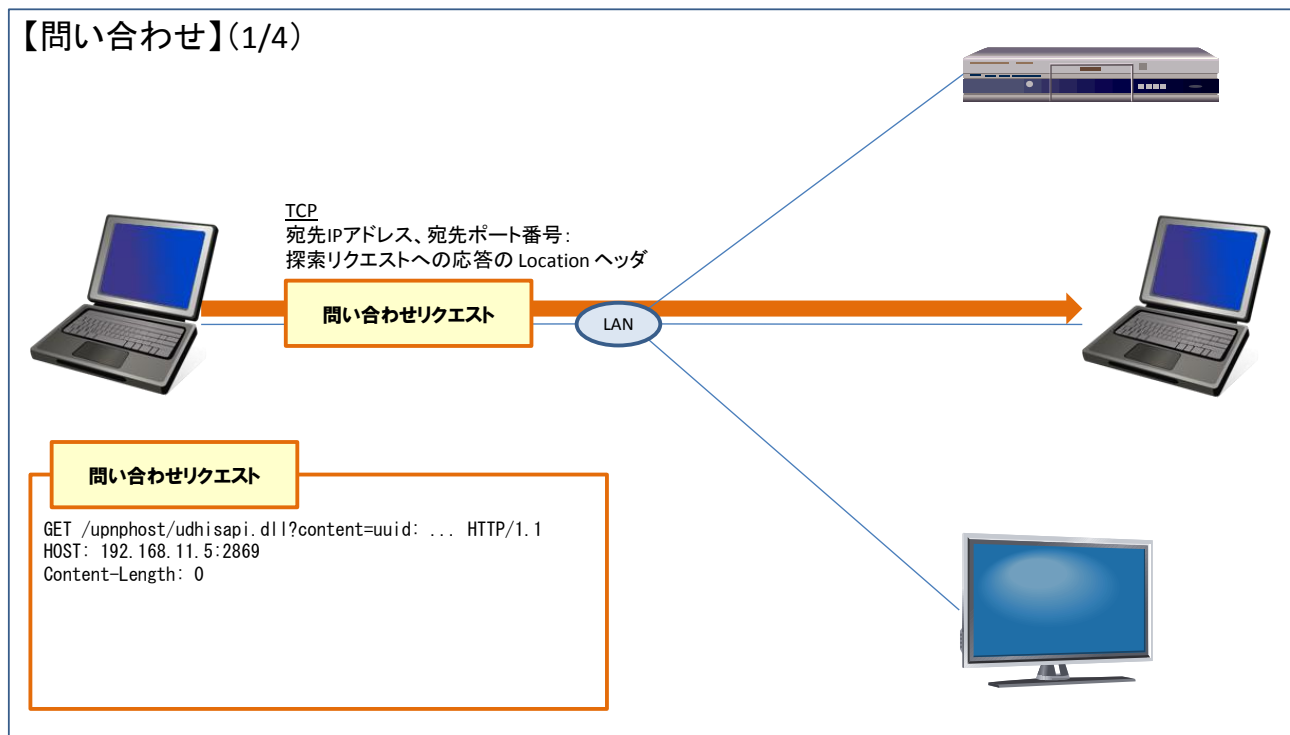 【問い合わせ】(1/4)
TCP
宛先IPアドレス、宛先ポート番号:
探索リクエストへの応答の Location ヘッダ
問い合わせリクエスト
LAN
問い合わせリクエスト
GET /upnphost/udhisapi.dll?content=uuid: ... HTTP/1.1
HOST: 192.168.11.5:2869
Content-Length: 0